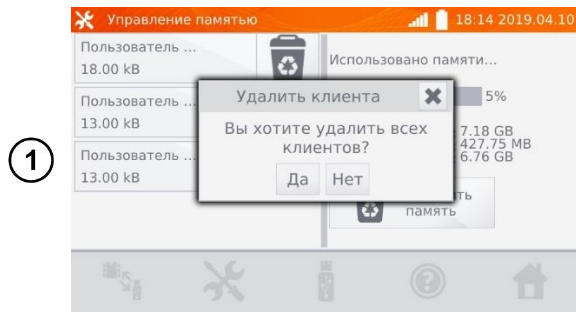 Управление памятью
18:14 2019.04.10
Пользователь ...
18.00 kB
Использовано памяти...
Пользователь
13.00 kB
5%
Удалить клиента
Вы хотите удалить всех
клиентов?
Да Нет
7.18 GB
427.75 MB
6.76 GB
Пользователь ...
13.00 kB
ть
память
1